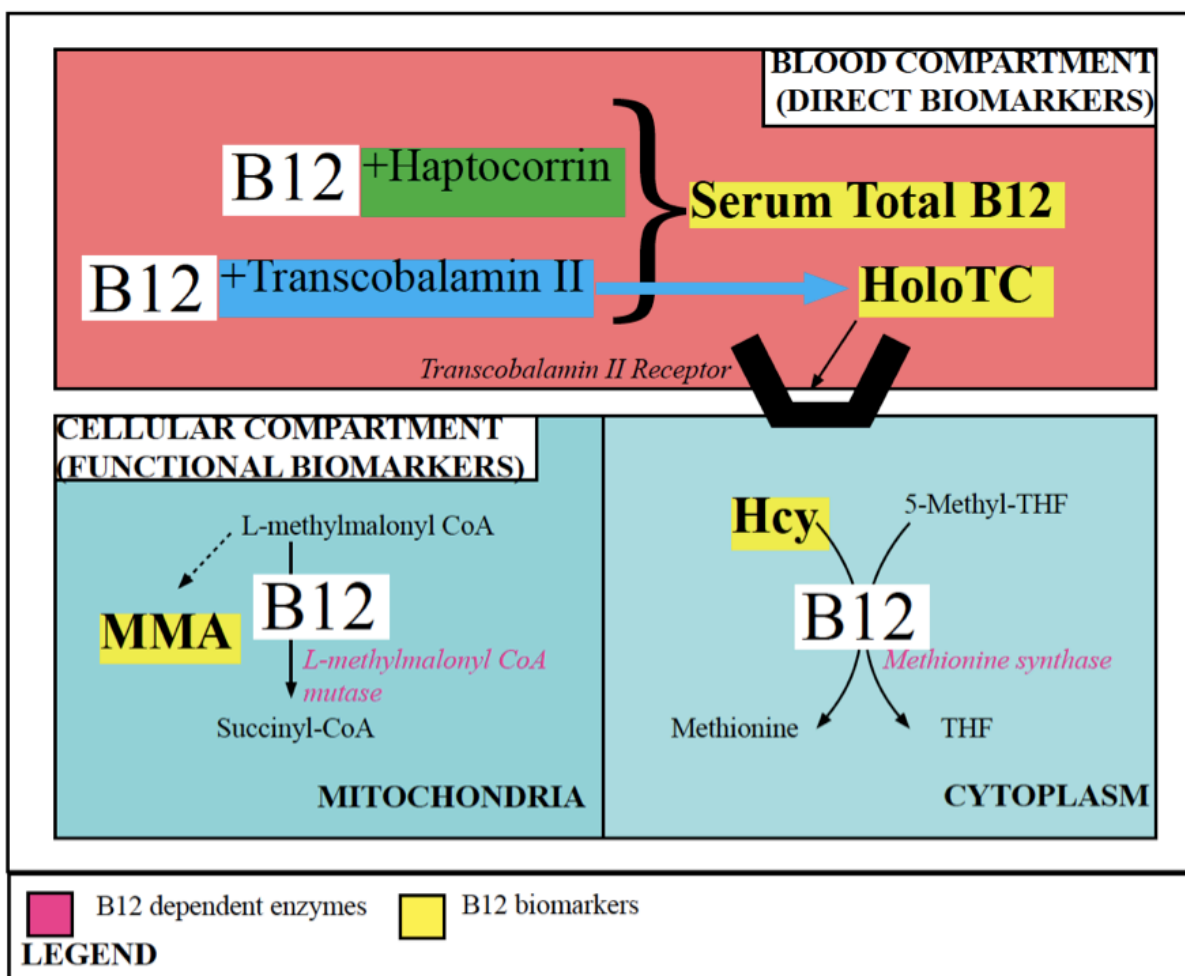 BLOOD COMPARTMENT
(DIRECT BIOMARKERS)
B12 +Haptocorrin
Serum Total B12
B12 +Transcobalamin II
HoloTC
Transcobalamin II Receptor
CELLULAR COMPARTMENT
(FUNCTIONAL BIOMARKERS)
L-methylmalonyl CoA
MMA
B12
L-methylmalonyl CoA
mutase
Succinyl-CoA
MITOCHONDRIA
Hcy
5-Methyl-THF
B12
Methionine synthase
Methionine
THF
CYTOPLASM
B12 dependent enzymes
B12 biomarkers
LEGEND